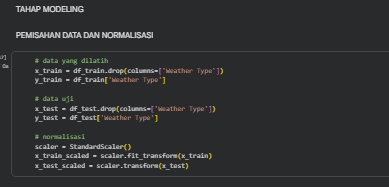 TAHAP MODELING
PEMISAHAN DATA DAN NORMALISASI
0s
# data yang dilatih
x_train = df_train.drop(columns=['Weather Type'])
y_train = df_train['Weather Type']
# data uji
x_test = df_test.drop(columns=['Weather Type'])
y_test = df_test['Weather Type']
# normalisasi
scaler = StandardScaler()
x_train_scaled = scaler.fit_transform(x_train)
x_test_scaled = scaler.transform(x_test)